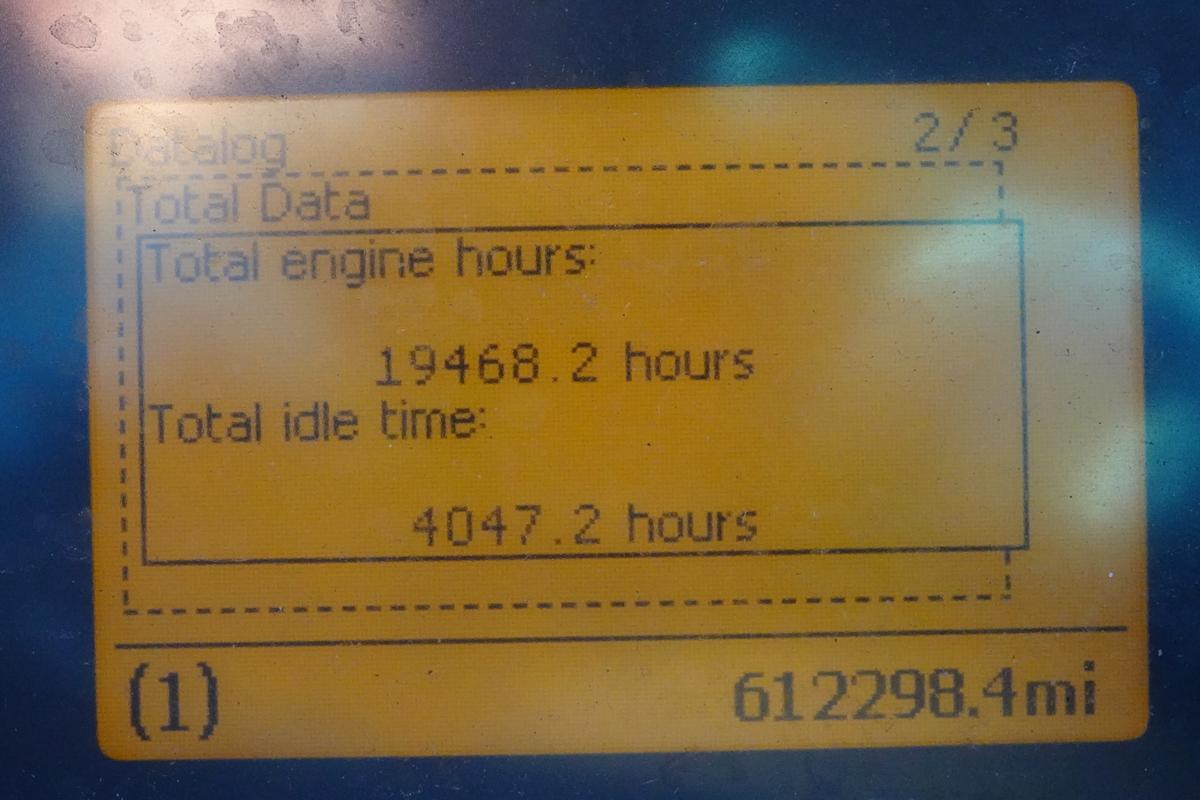 Datalog 2/3
Total Data
Total engine hours:
19468.2 hours
Total idle time:
4047.2 hours
(1) 612298.4mi